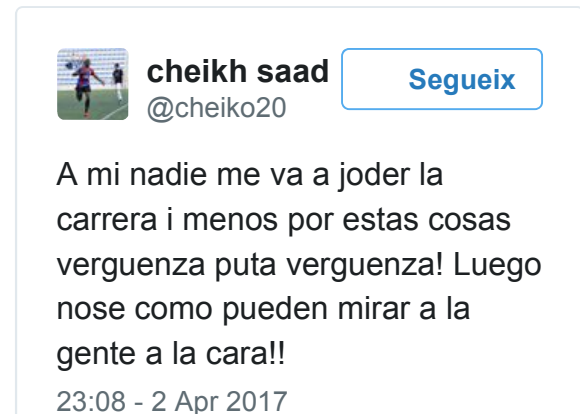 cheikh saad
Segueix
@cheiko20
A mi nadie me va a joder la
carrera i menos por estas cosas
verguenza puta verguenza! Luego
nose como pueden mirar a la
gente a la cara!!
23:08 - 2 Apr 2017